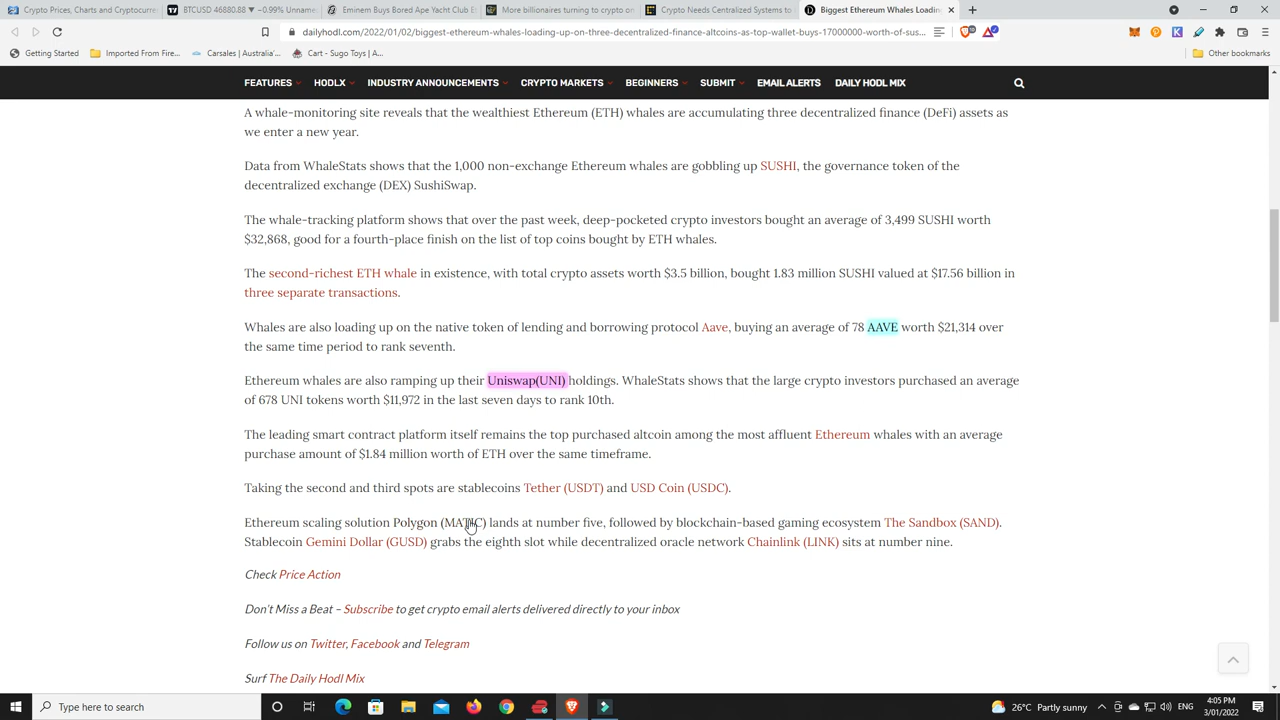 Crypto Prices, Charts and Cryptocurr
BTCUSD 46880.88 ▼ −0.99% Unname
Eminem Buys Bored Ape Yacht Club E
More billionaires turning to crypto on
Crypto Needs Centralized Systems to
Biggest Ethereum Whales Loadin
dailyhodl.com/2022/01/02/biggest-ethereum-whales-loading-up-on-three-decentralized-finance-altcoins-as-top-wallet-buys-17000000-worth-of-sus...
Getting Started
Imported From Fire...
Carsales | Australia'...
Cart - Sugo Toys | A...
Other bookmarks
FEATURES
HODLX
INDUSTRY ANNOUNCEMENTS
CRYPTO MARKETS
BEGINNERS
SUBMIT
EMAIL ALERTS
DAILY HODL MIX
A whale-monitoring site reveals that the wealthiest Ethereum (ETH) whales are accumulating three decentralized finance (DeFi) assets as
we enter a new year.
Data from WhaleStats shows that the 1,000 non-exchange Ethereum whales are gobbling up SUSHI, the governance token of the
decentralized exchange (DEX) SushiSwap.
The whale-tracking platform shows that over the past week, deep-pocketed crypto investors bought an average of 3,499 SUSHI worth
$32,868, good for a fourth-place finish on the list of top coins bought by ETH whales.
The second-richest ETH whale in existence, with total crypto assets worth $3.5 billion, bought 1.83 million SUSHI valued at $17.56 billion in
three separate transactions.
Whales are also loading up on the native token of lending and borrowing protocol Aave, buying an average of 78 AAVE worth $21,314 over
the same time period to rank seventh.
Ethereum whales are also ramping up their Uniswap(UNI) holdings. WhaleStats shows that the large crypto investors purchased an average
of 678 UNI tokens worth $11,972 in the last seven days to rank 10th.
The leading smart contract platform itself remains the top purchased altcoin among the most affluent Ethereum whales with an average
purchase amount of $1.84 million worth of ETH over the same timeframe.
Taking the second and third spots are stablecoins Tether (USDT) and USD Coin (USDC).
Ethereum scaling solution Polygon (MATIC) lands at number five, followed by blockchain-based gaming ecosystem The Sandbox (SAND).
Stablecoin Gemini Dollar (GUSD) grabs the eighth slot while decentralized oracle network Chainlink (LINK) sits at number nine.
Check Price Action
Don't Miss a Beat – Subscribe to get crypto email alerts delivered directly to your inbox
Follow us on Twitter, Facebook and Telegram
Surf The Daily Hodl Mix
Type here to search
26°C Partly sunny
4:05 PM
3/01/2022